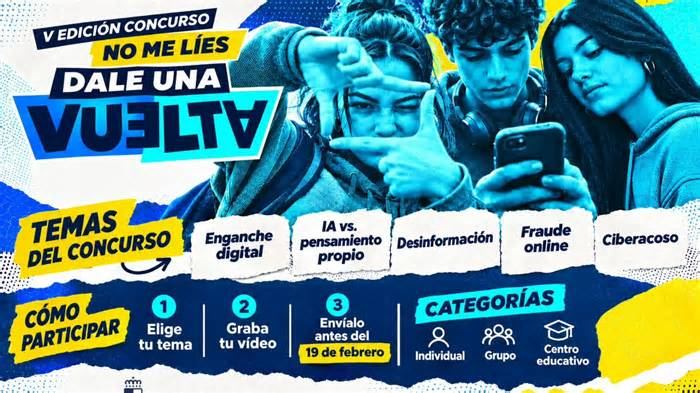 V EDICIÓN CONCURSO
NO ME LÍES
DALE UNA
VUELTA
TEMAS
DEL CONCURSO
Enganche
digital
IA vs.
pensamiento
propio
Desinformación
Fraude
online
Ciberacoso
CÓMO
PARTICIPAR
1
Elige
tu tema
2
Graba
tu vídeo
3
Envíalo
antes del
19 de febrero
CATEGORÍAS
Individual
Grupo
Centro
educativo